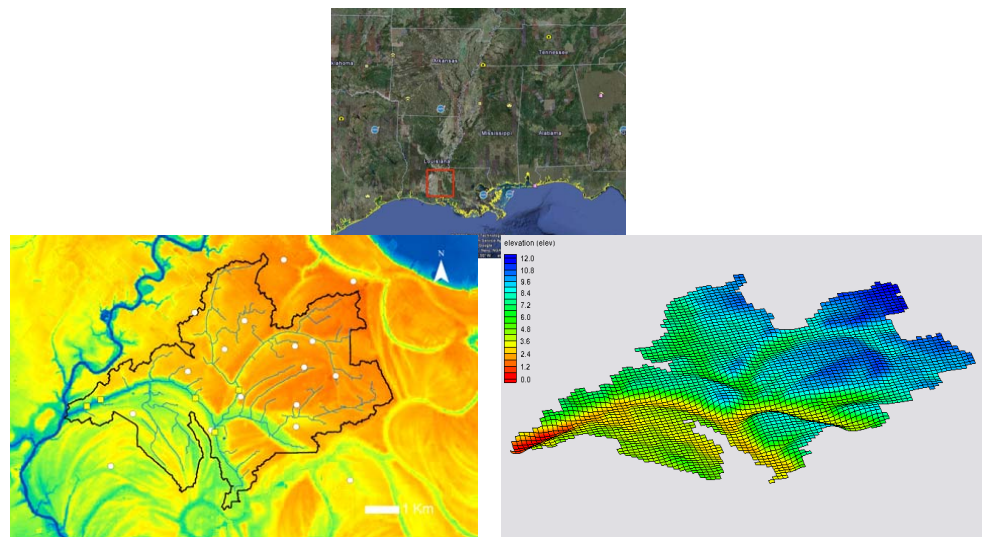 Tennessee
klahoma
Arkansas
Mississippi
Alabama
Louisiana
elevation (elev)
12.0
10.8
9.6
8.4
7.2
6.0
4.8
3.6
2.4
1.2
0.0
N
1 Km